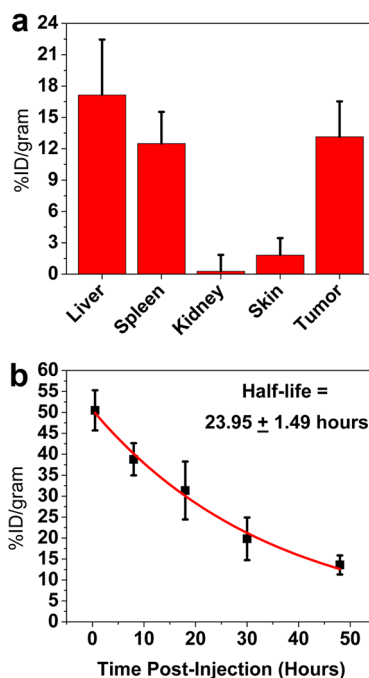 a
24
21
18
15
12
9
6
3
0
%ID/gram
Liver
Spleen
Kidney
Skin
Tumor
b
60
55
50
45
40
35
30
25
20
15
10
5
0
%ID/gram
Half-life =
23.95 ± 1.49 hours
0
10
20
30
40
50
Time Post-Injection (Hours)